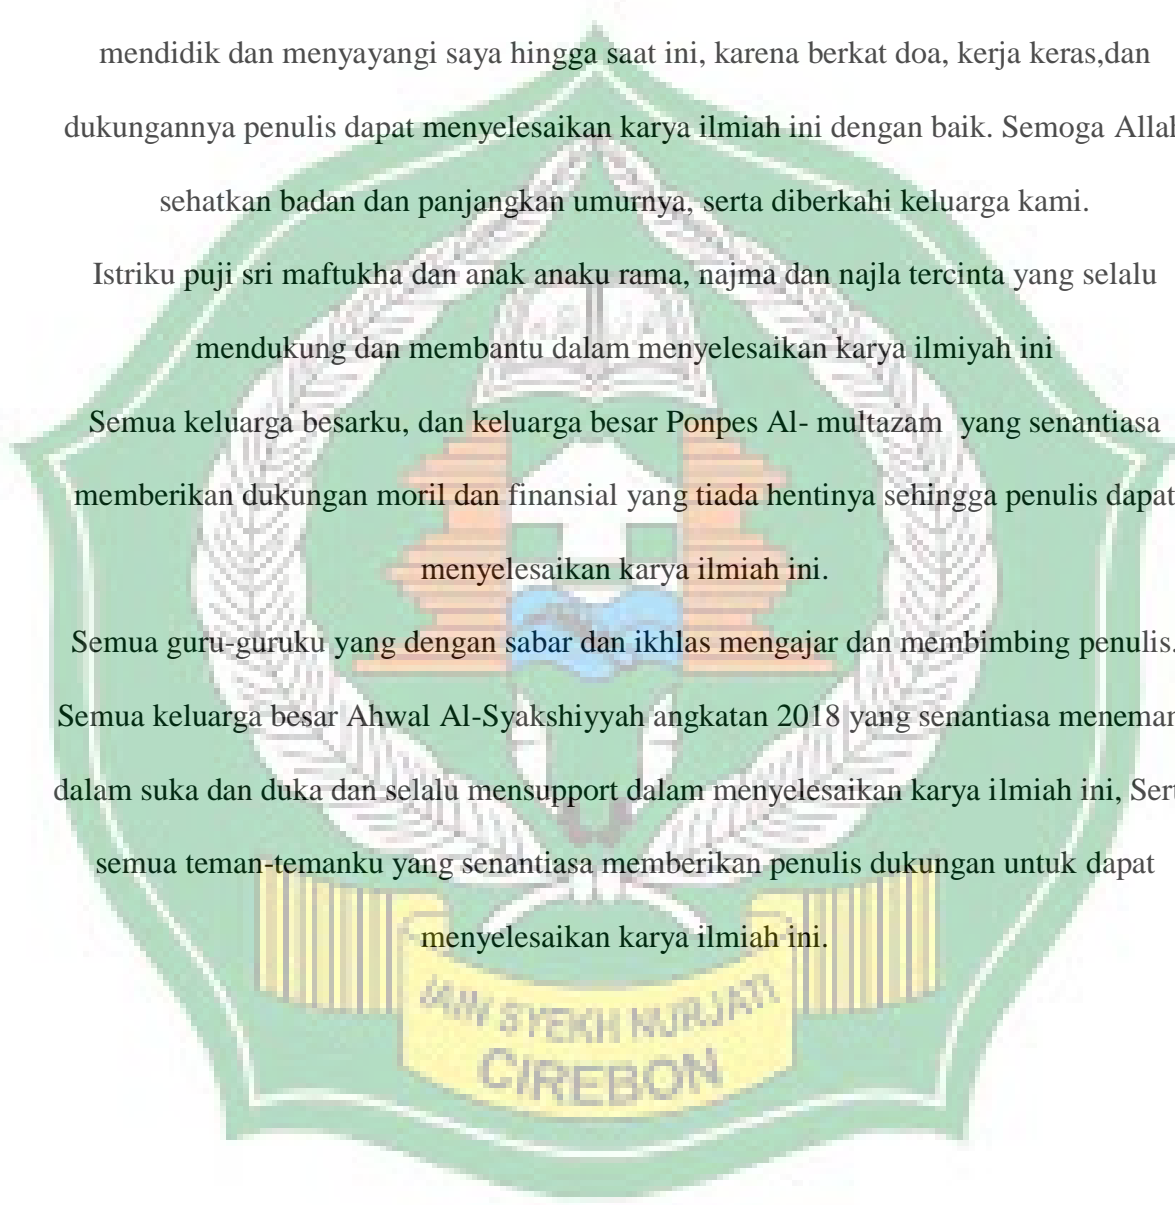 mendidik dan menyayangi saya hingga saat ini, karena berkat doa, kerja keras,dan
dukungannya penulis dapat menyelesaikan karya ilmiah ini dengan baik. Semoga Allah
sehatkan badan dan panjangkan umurnya, serta diberkahi keluarga kami.
Istriku puji sri maftukha dan anak anaku rama, najma dan najla tercinta yang selalu
mendukung dan membantu dalam menyelesaikan karya ilmiyah ini
Semua keluarga besarku, dan keluarga besar Ponpes Al- multazam yang senantiasa
memberikan dukungan moril dan finansial yang tiada hentinya sehingga penulis dapat
menyelesaikan karya ilmiah ini.
Semua guru-guruku yang dengan sabar dan ikhlas mengajar dan membimbing penulis.
Semua keluarga besar Ahwal Al-Syakshiyyah angkatan 2018 yang senantiasa meneman
dalam suka dan duka dan selalu mensupport dalam menyelesaikan karya ilmiah ini, Sert
semua teman-temanku yang senantiasa memberikan penulis dukungan untuk dapat
menyelesaikan karya ilmiah ini.
IAIN SYEKH NURJATI
CIREBON